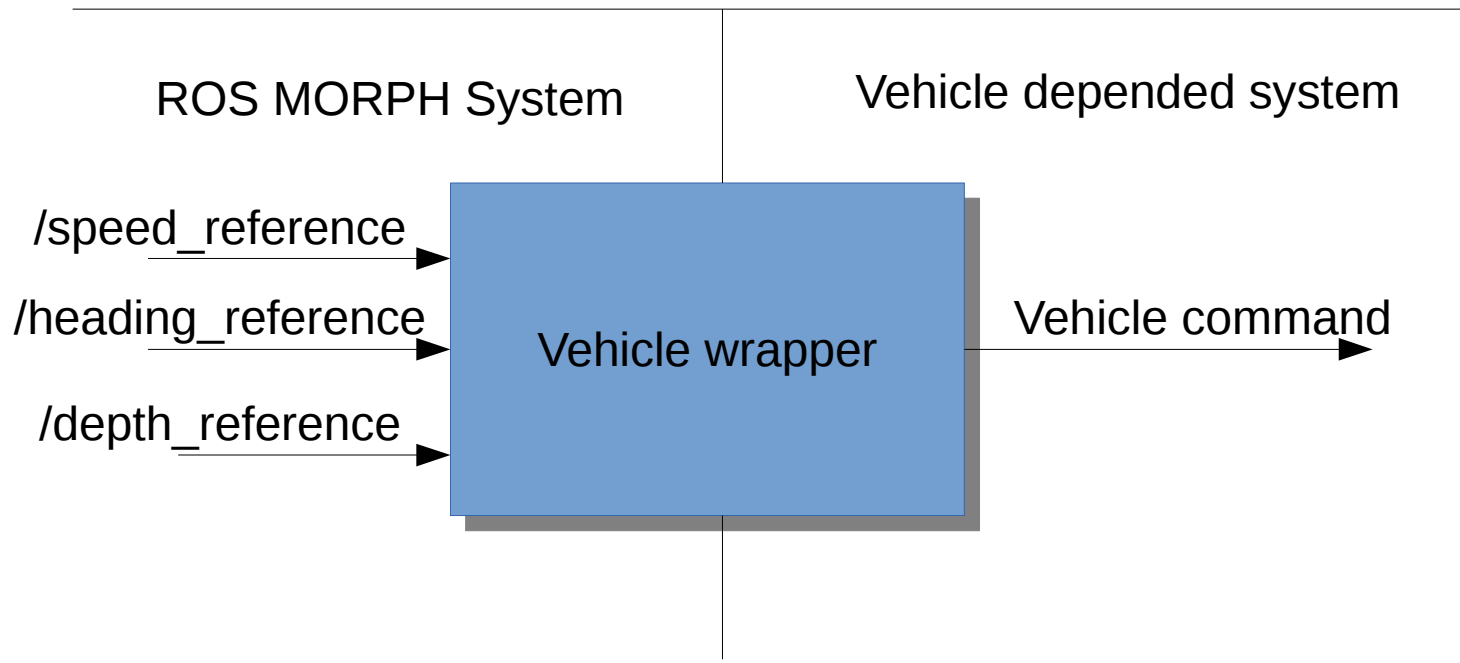 ROS MORPH System
Vehicle depended system
/speed_reference
/heading_reference
/depth_reference
Vehicle wrapper
Vehicle command